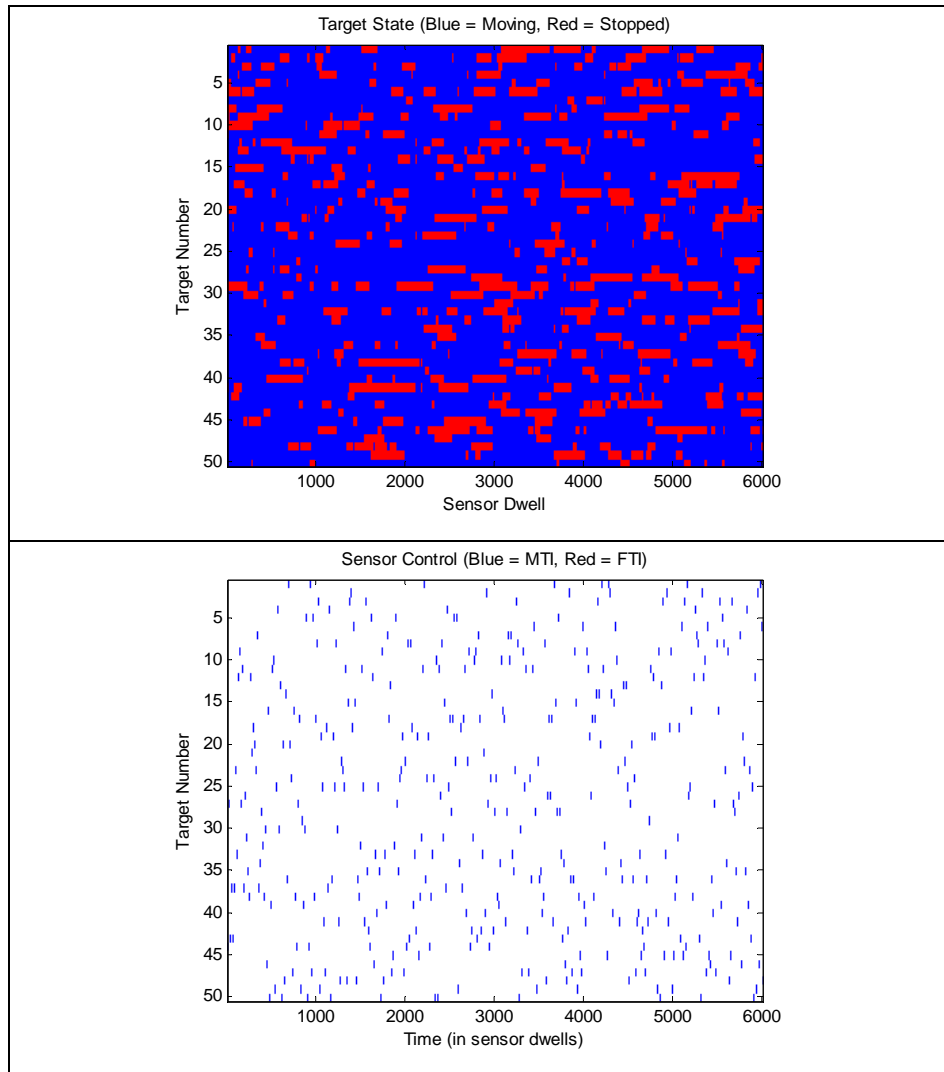 Target State (Blue = Moving, Red = Stopped)
5
10
15
20
25
30
35
40
45
50
Target Number
1000 2000 3000 4000 5000 6000
Sensor Dwell
Sensor Control (Blue = MTI, Red = FTI)
5
10
15
20
25
30
35
40
45
50
Target Number
1000 2000 3000 4000 5000 6000
Time (in sensor dwells)